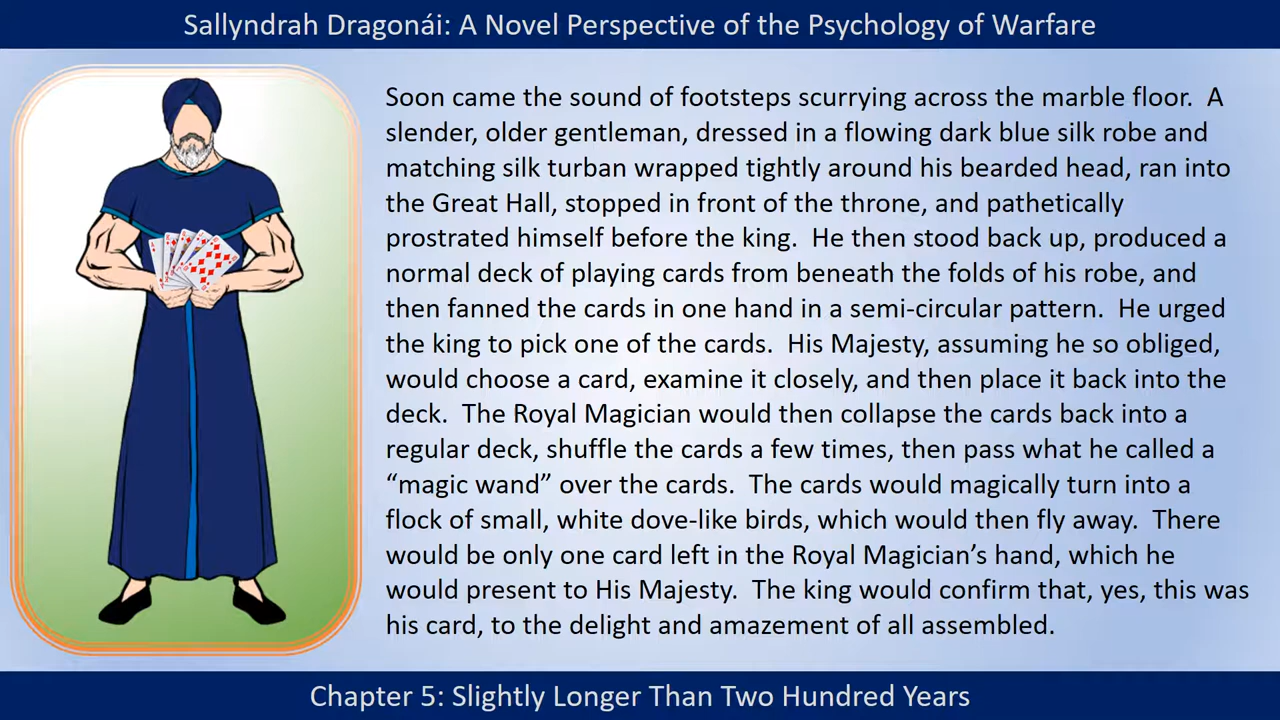 Sallyndrah Dragonái: A Novel Perspective of the Psychology of Warfare
Soon came the sound of footsteps scurrying across the marble floor.  A
slender, older gentleman, dressed in a flowing dark blue silk robe and
matching silk turban wrapped tightly around his bearded head, ran into
the Great Hall, stopped in front of the throne, and pathetically
prostrated himself before the king.  He then stood back up, produced a
normal deck of playing cards from beneath the folds of his robe, and
then fanned the cards in one hand in a semi-circular pattern.  He urged
the king to pick one of the cards.  His Majesty, assuming he so obliged,
would choose a card, examine it closely, and then place it back into the
deck.  The Royal Magician would then collapse the cards back into a
regular deck, shuffle the cards a few times, then pass what he called a
“magic wand” over the cards.  The cards would magically turn into a
flock of small, white dove-like birds, which would then fly away.  There
would be only one card left in the Royal Magician’s hand, which he
would present to His Majesty.  The king would confirm that, yes, this was
his card, to the delight and amazement of all assembled.
Chapter 5: Slightly Longer Than Two Hundred Years